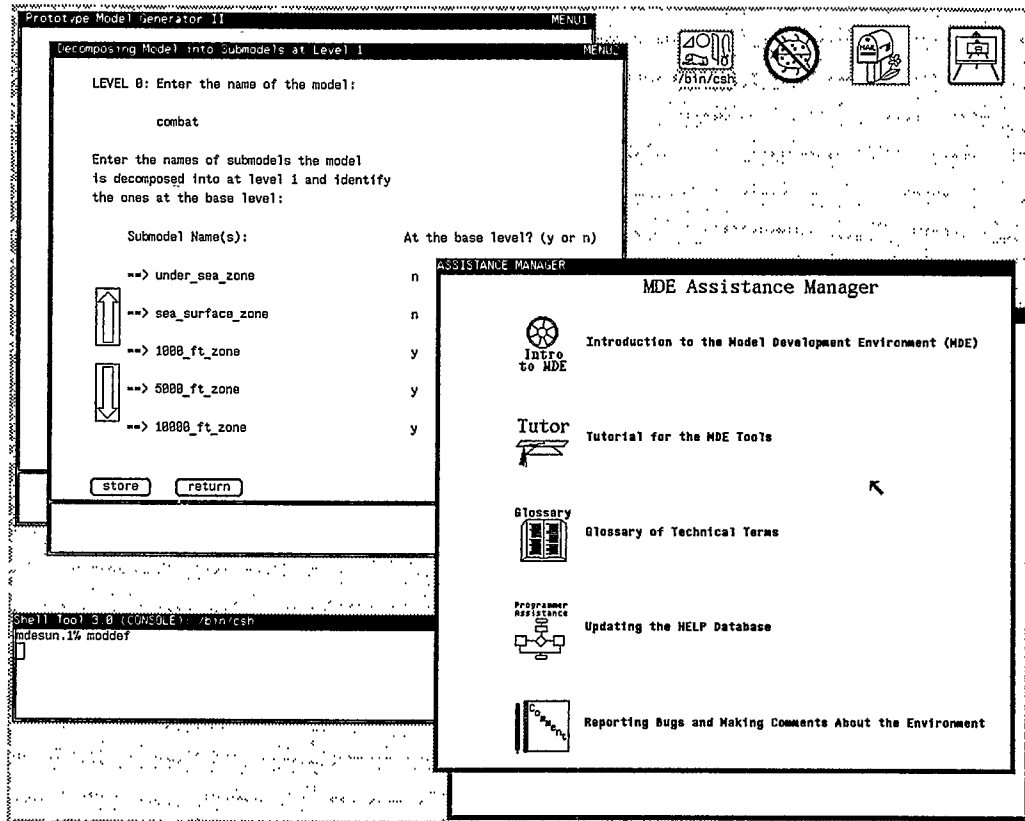 Prototype Model Generator II MENU1
Decomposing Model into Submodels at Level 1 MENU2
LEVEL 0: Enter the name of the model:
combat
Enter the names of submodels the model
is decomposed into at level 1 and identify
the ones at the base level:
Submodel Name(s): At the base level? (y or n)
==> under_sea_zone n
==> sea_surface_zone n
==> 1000_ft_zone y
==> 5000_ft_zone y
==> 10000_ft_zone y
store return
/bin/csh
MAIL
ASSISTANCE MANAGER
MDE Assistance Manager
Intro
to MDE
Introduction to the Model Development Environment (MDE)
Tutor
Tutorial for the MDE Tools
Glossary
Glossary of Technical Terms
Programmer
Assistance
Updating the HELP Database
Comment
Reporting Bugs and Making Comments About the Environment
Shell Tool 3.0 (CONSOLE): /bin/csh
mdesun.1% moddef